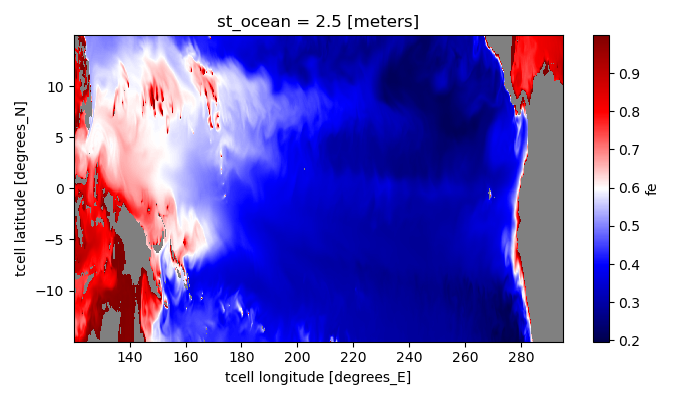 st_ocean = 2.5 [meters]
10
5
0
−5
−10
tcell latitude [degrees_N]
140 160 180 200 220 240 260 280
tcell longitude [degrees_E]
0.9
0.8
0.7
0.6
0.5
0.4
0.3
0.2
fe